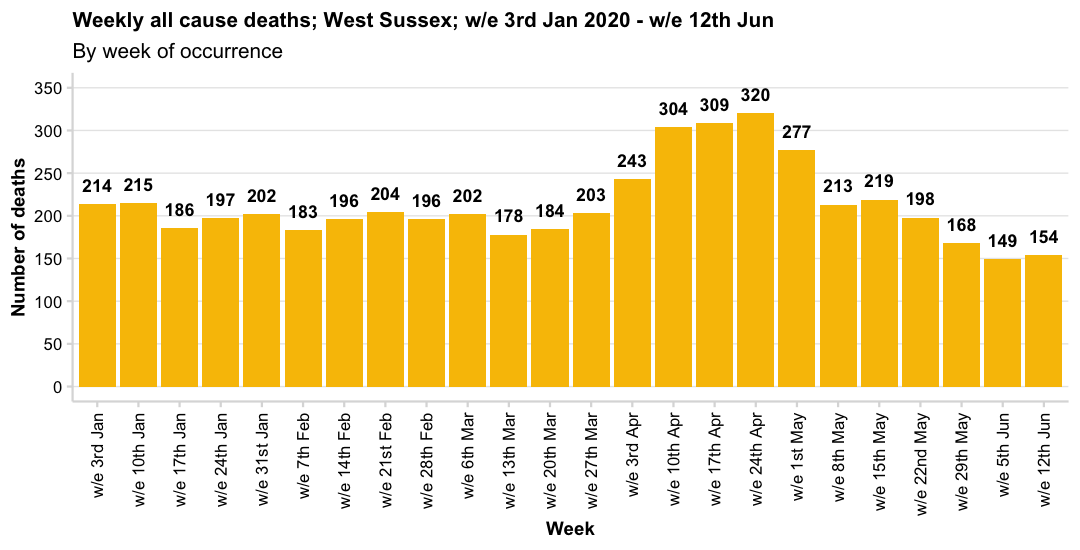 Weekly all cause deaths; West Sussex; w/e 3rd Jan 2020 - w/e 12th Jun
By week of occurrence
Number of deaths
350
300
250
200
150
100
50
0
214
215
186
197
202
183
196
204
196
202
178
184
203
243
304
309
320
277
213
219
198
168
149
154
w/e 3rd Jan
w/e 10th Jan
w/e 17th Jan
w/e 24th Jan
w/e 31st Jan
w/e 7th Feb
w/e 14th Feb
w/e 21st Feb
w/e 28th Feb
w/e 6th Mar
w/e 13th Mar
w/e 20th Mar
w/e 27th Mar
w/e 3rd Apr
w/e 10th Apr
w/e 17th Apr
w/e 24th Apr
w/e 1st May
w/e 8th May
w/e 15th May
w/e 22nd May
w/e 29th May
w/e 5th Jun
w/e 12th Jun
Week